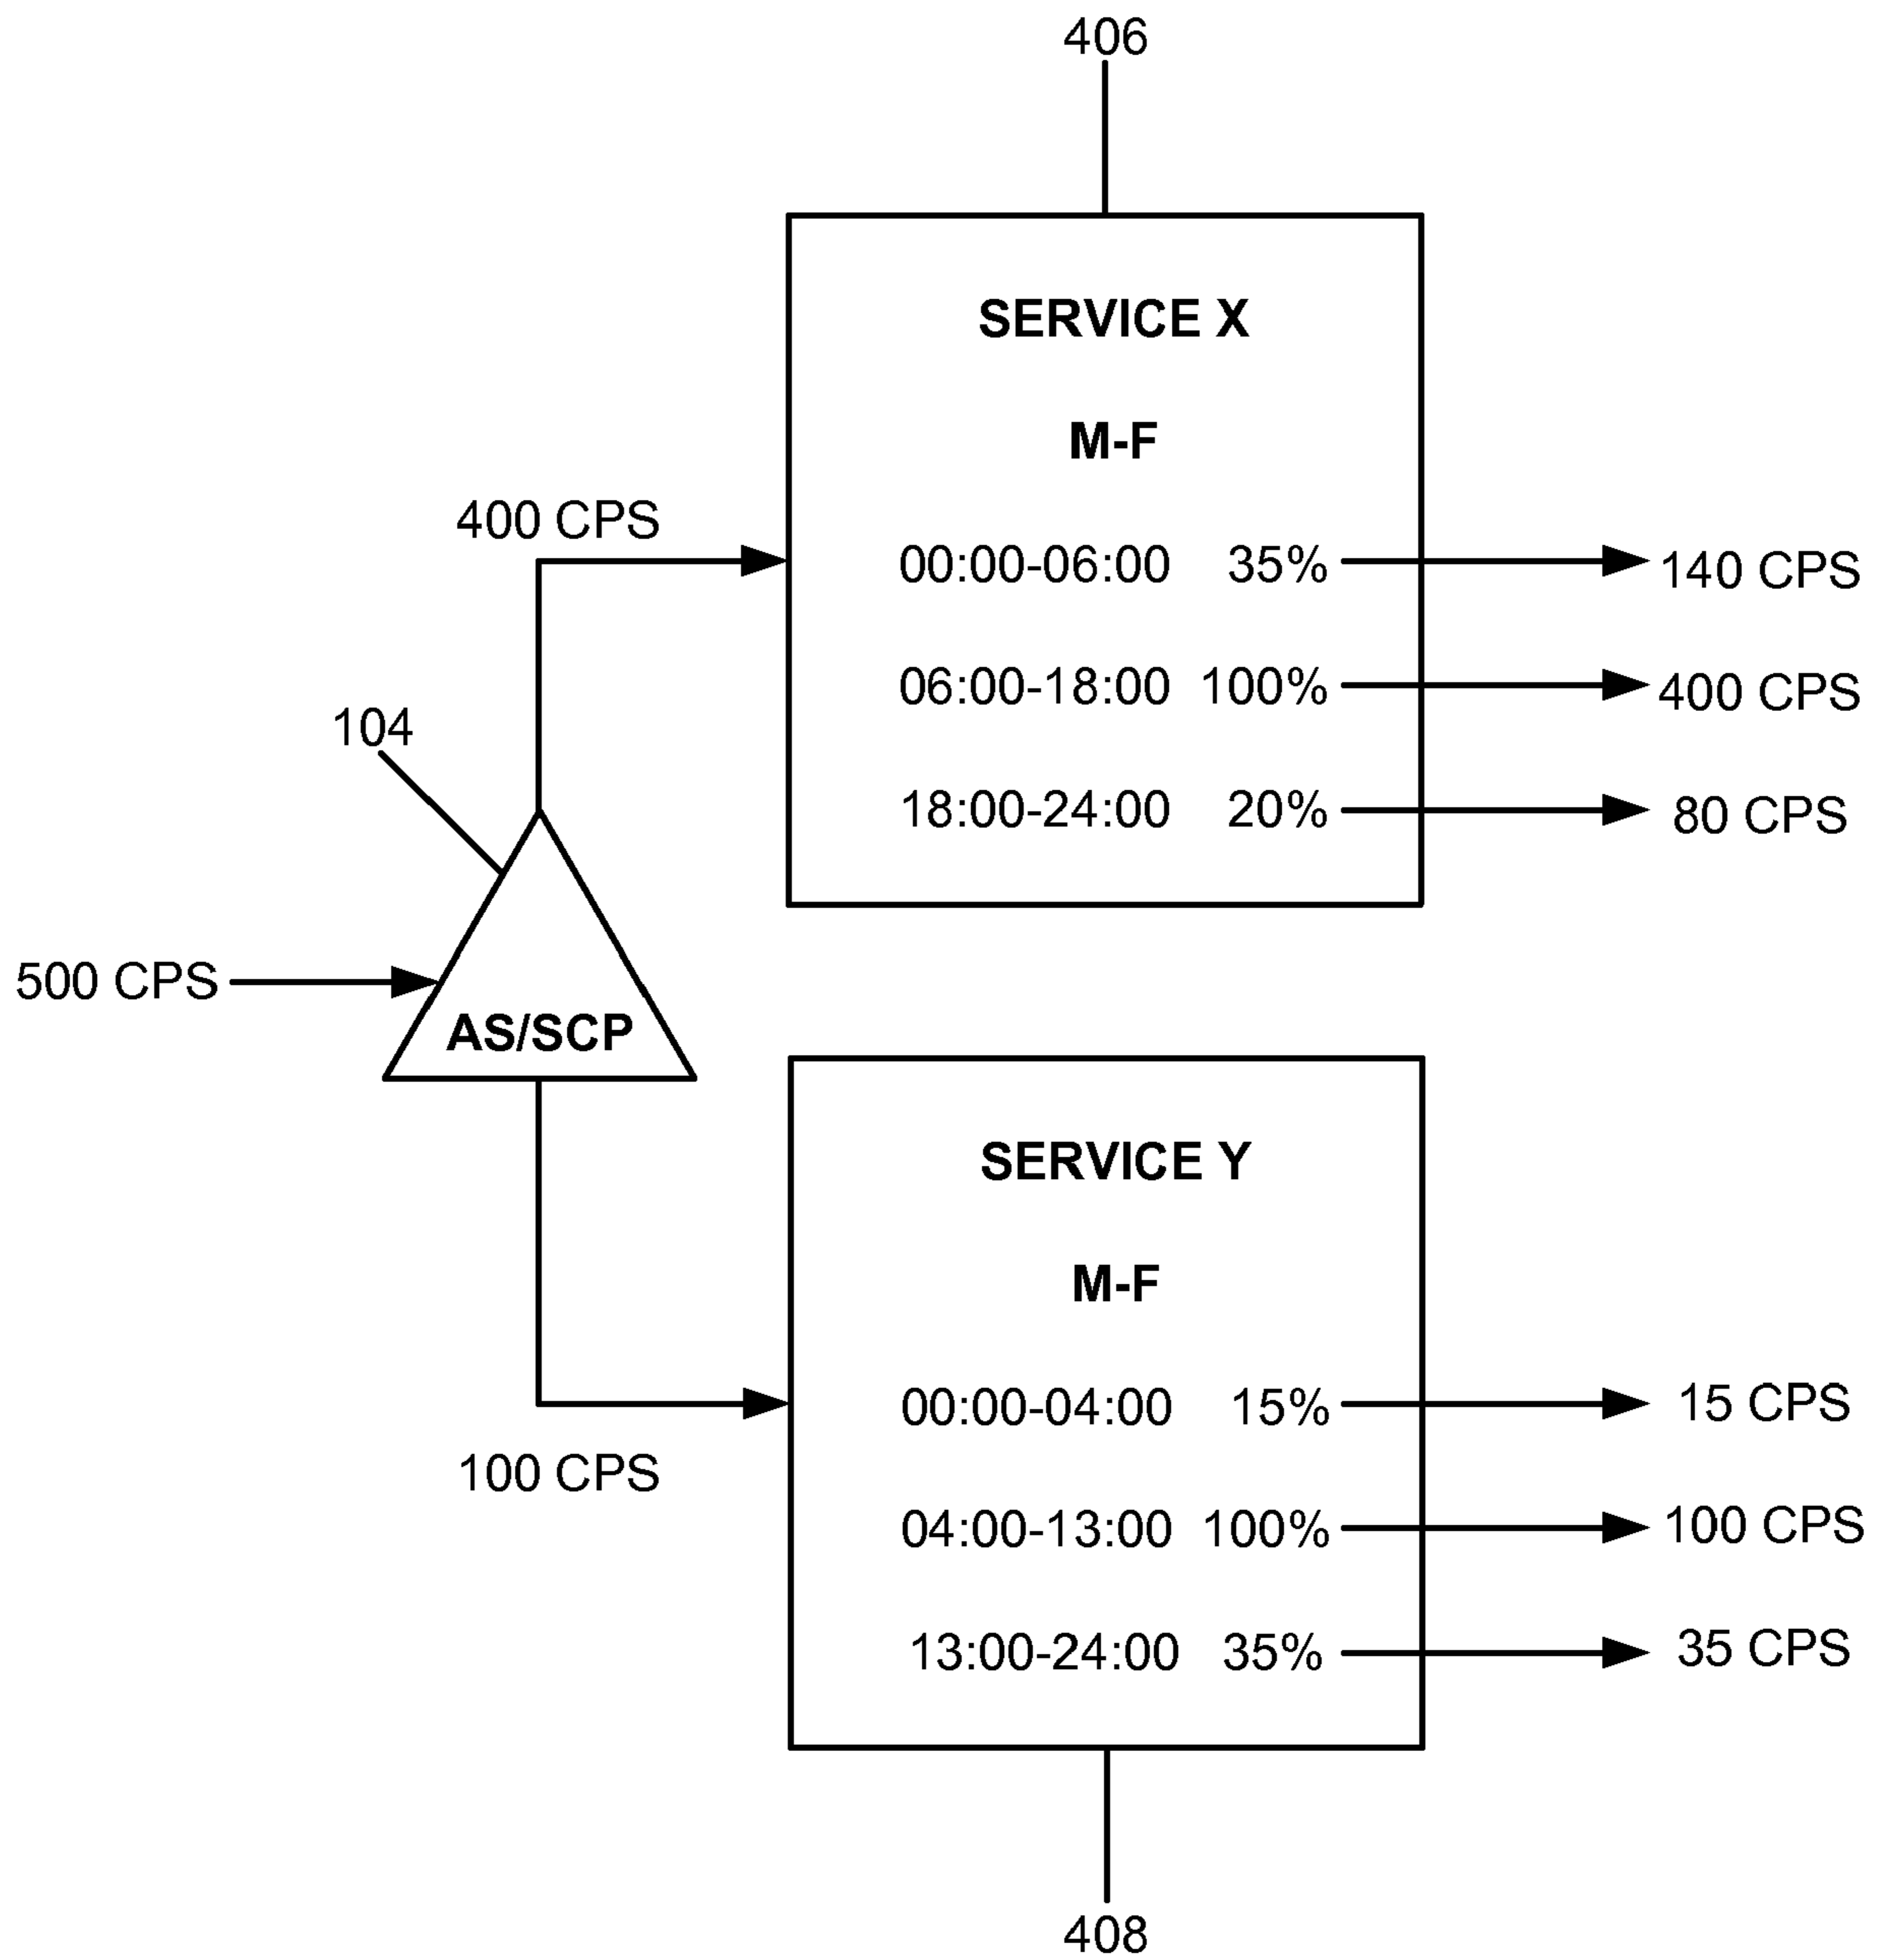 406
SERVICE X
M-F
400 CPS
00:00-06:00 35% 140 CPS
06:00-18:00 100% 400 CPS
104
18:00-24:00 20% 80 CPS
500 CPS
AS/SCP
SERVICE Y
M-F
00:00-04:00 15% 15 CPS
100 CPS
04:00-13:00 100% 100 CPS
13:00-24:00 35% 35 CPS
408